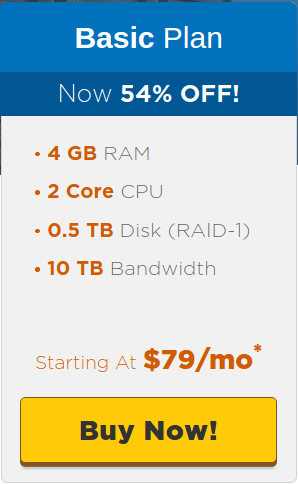 Basic Plan
Now 54% OFF!
• 4 GB RAM
• 2 Core CPU
• 0.5 TB Disk (RAID-1)
• 10 TB Bandwidth
Starting At $79/mo*
Buy Now!